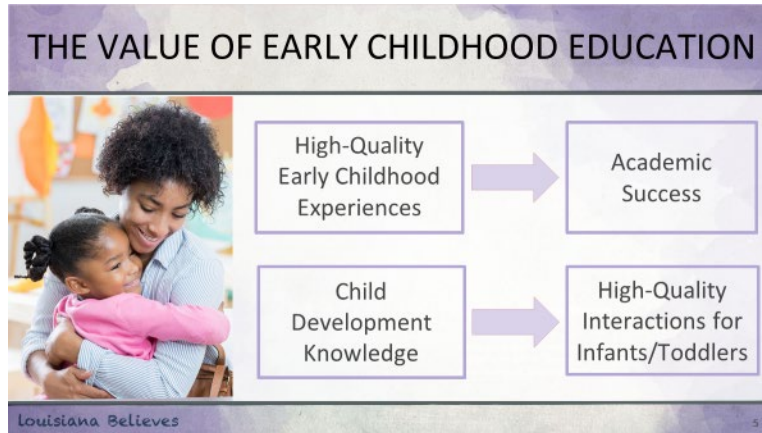 THE VALUE OF EARLY CHILDHOOD EDUCATION
High-Quality
Early Childhood
Experiences
Academic
Success
Child
Development
Knowledge
High-Quality
Interactions for
Infants/Toddlers
Louisiana Believes
5